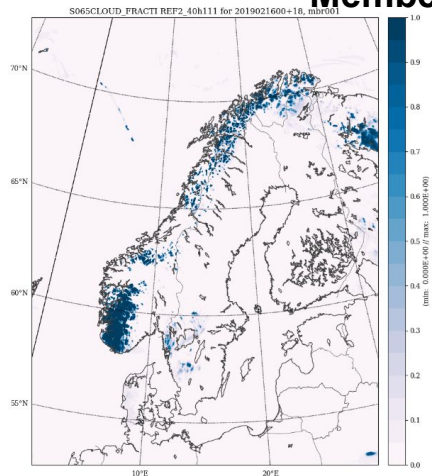 Membe
S065CLOUD_FRACTI REF2_40h111 for 2019021600+18, mbr001
70°N
65°N
60°N
55°N
10°E
20°E
1.0
0.9
0.8
0.7
0.6
0.5
0.4
0.3
0.2
0.1
0.0
(min: 0.000E+00 // max: 1.000E+00)